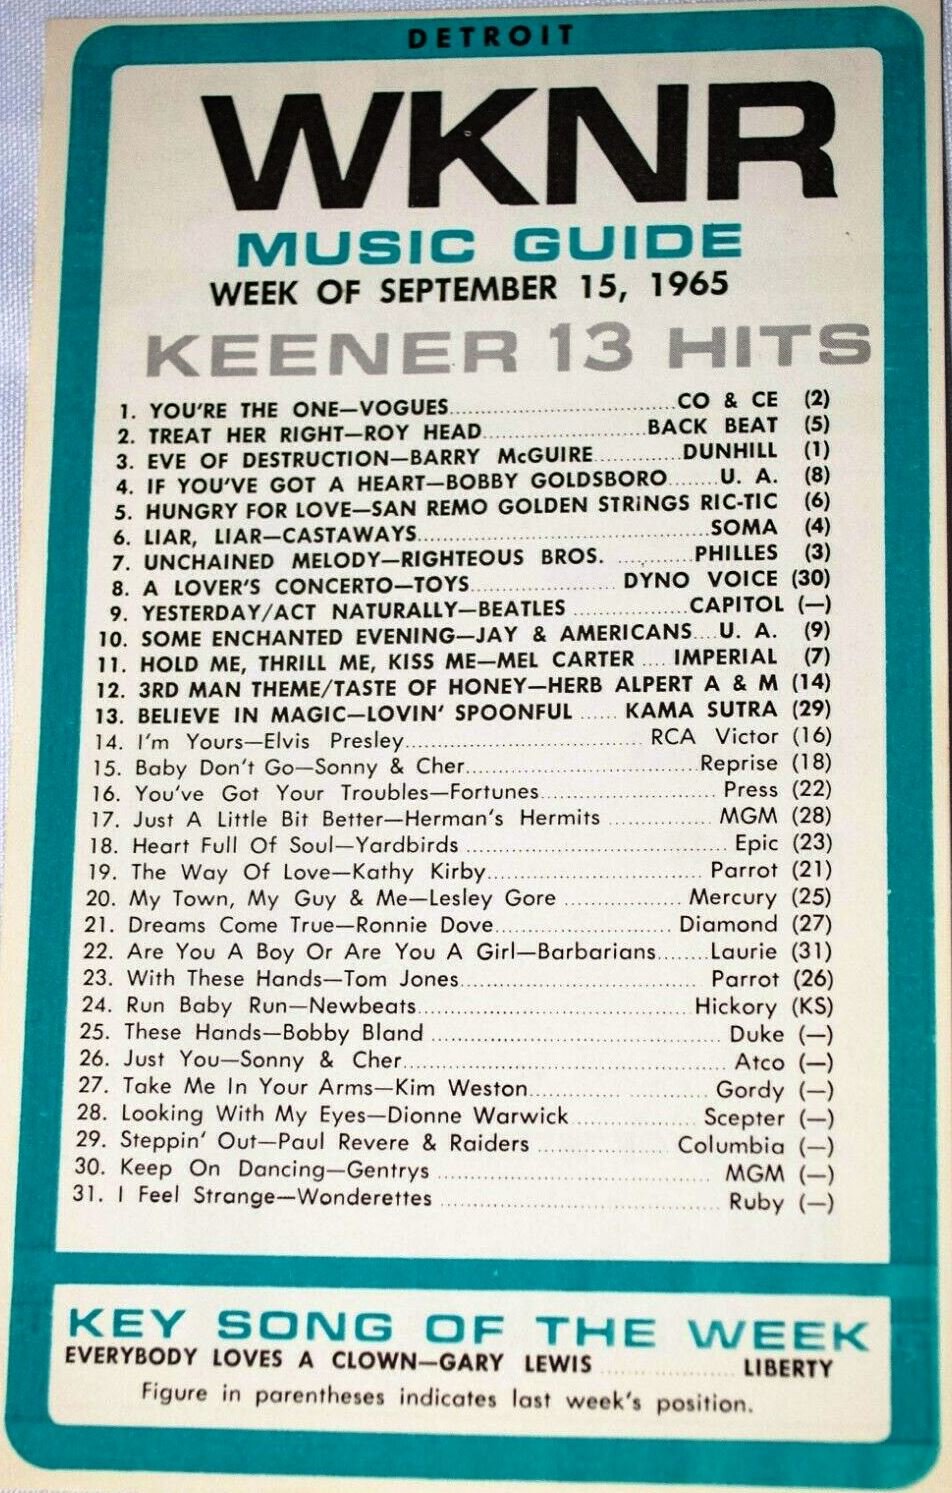 DETROIT
WKNR
MUSIC GUIDE
WEEK OF SEPTEMBER 15, 1965
KEENER 13 HITS
1. YOU'RE THE ONE—VOGUES..............................CO & CE (2)
2. TREAT HER RIGHT—ROY HEAD......................BACK BEAT (5)
3. EVE OF DESTRUCTION—BARRY McGUIRE............DUNHILL (1)
4. IF YOU'VE GOT A HEART—BOBBY GOLDSBORO........U. A. (8)
5. HUNGRY FOR LOVE—SAN REMO GOLDEN STRINGS RIC-TIC (6)
6. LIAR, LIAR—CASTAWAYS.......................................SOMA (4)
7. UNCHAINED MELODY—RIGHTEOUS BROS. ...........PHILLES (3)
8. A LOVER'S CONCERTO—TOYS.................... DYNO VOICE (30)
9. YESTERDAY/ACT NATURALLY—BEATLES ................CAPITOL (—)
10. SOME ENCHANTED EVENING—JAY & AMERICANS....U. A. (9)
11. HOLD ME, THRILL ME, KISS ME—MEL CARTER .... IMPERIAL (7)
12. 3RD MAN THEME/TASTE OF HONEY—HERB ALPERT A & M (14)
13. BELIEVE IN MAGIC—LOVIN' SPOONFUL ...... KAMA SUTRA (29)
14. I'm Yours—Elvis Presley................................ RCA Victor (16)
15. Baby Don't Go—Sonny & Cher................................Reprise (18)
16. You've Got Your Troubles—Fortunes........................ Press (22)
17. Just A Little Bit Better—Herman's Hermits .............. MGM (28)
18. Heart Full Of Soul—Yardbirds .................................... Epic (23)
19. The Way Of Love—Kathy Kirby............................... Parrot (21)
20. My Town, My Guy & Me—Lesley Gore ................. Mercury (25)
21. Dreams Come True—Ronnie Dove......................... Diamond (27)
22. Are You A Boy Or Are You A Girl—Barbarians........Laurie (31)
23. With These Hands—Tom Jones................................. Parrot (26)
24. Run Baby Run—Newbeats...................................... Hickory (KS)
25. These Hands—Bobby Bland ........................................ Duke (—)
26. Just You—Sonny & Cher............................................. Atco (—)
27. Take Me In Your Arms—Kim Weston......................... Gordy (—)
28. Looking With My Eyes—Dionne Warwick ................ Scepter (—)
29. Steppin' Out—Paul Revere & Raiders .................. Columbia (—)
30. Keep On Dancing—Gentrys ..................................... MGM (—)
31. I Feel Strange—Wonderettes ..................................... Ruby (—)
KEY SONG OF THE WEEK
EVERYBODY LOVES A CLOWN—GARY LEWIS .................... LIBERTY
Figure in parentheses indicates last week's position.